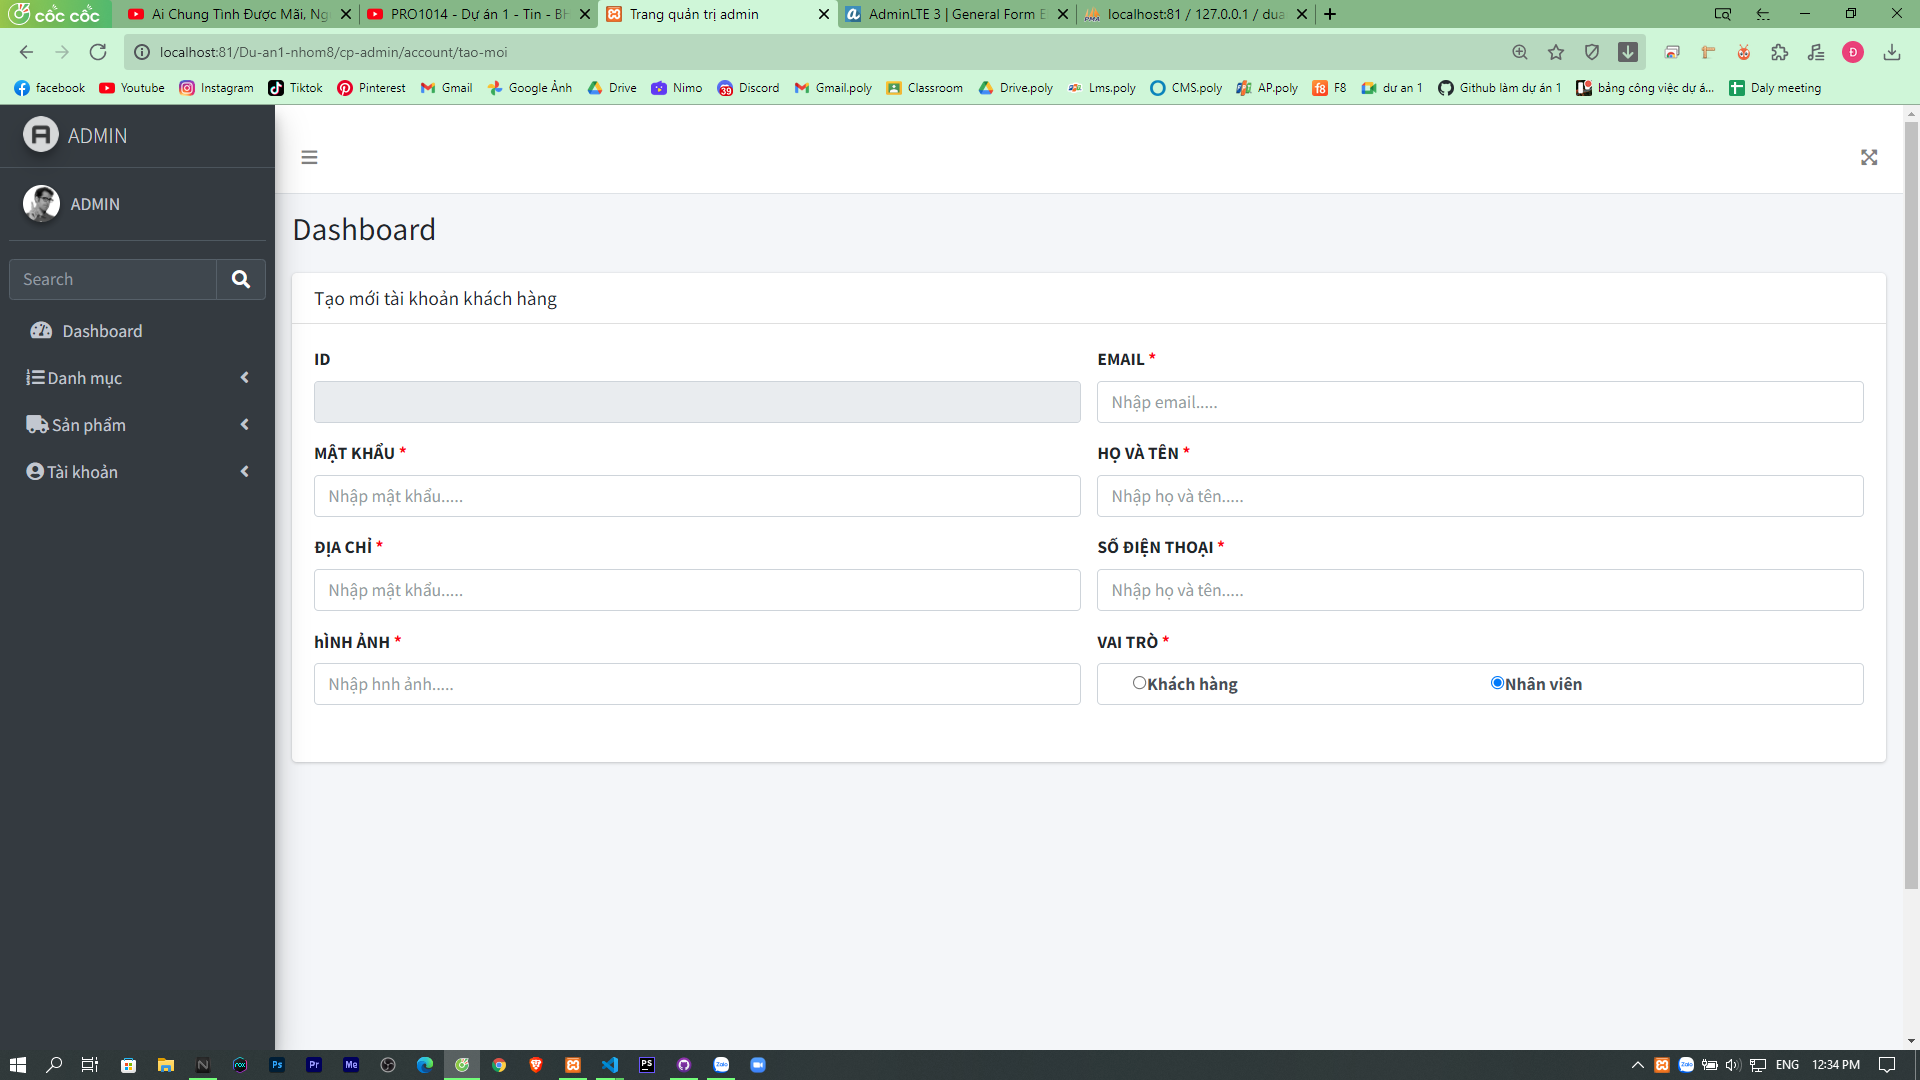 cốc cốc
Ai Chung Tình Được Mãi, Ng
PRO1014 - Dự án 1 - Tin - BH
Trang quản trị admin
AdminLTE 3 | General Form E
localhost:81 / 127.0.0.1 / dua
localhost:81/Du-an1-nhom8/cp-admin/account/tao-moi
Đ
facebook
Youtube
Instagram
Tiktok
Pinterest
Gmail
Google Ảnh
Drive
Nimo
Discord
Gmail.poly
Classroom
Drive.poly
Lms.poly
CMS.poly
AP.poly
F8
dư an 1
Github làm dự án 1
bảng công việc dự á...
Daly meeting
ADMIN
ADMIN
Search
Dashboard
Danh mục
Sản phẩm
Tài khoản
Dashboard
Tạo mới tài khoản khách hàng
ID
EMAIL *
Nhập email.....
MẬT KHẨU *
HỌ VÀ TÊN *
Nhập mật khẩu.....
Nhập họ và tên.....
ĐỊA CHỈ *
SỐ ĐIỆN THOẠI *
Nhập mật khẩu.....
Nhập họ và tên.....
hÌNH ẢNH *
VAI TRÒ *
Nhập hnh ảnh.....
Khách hàng
Nhân viên
ENG
12:34 PM